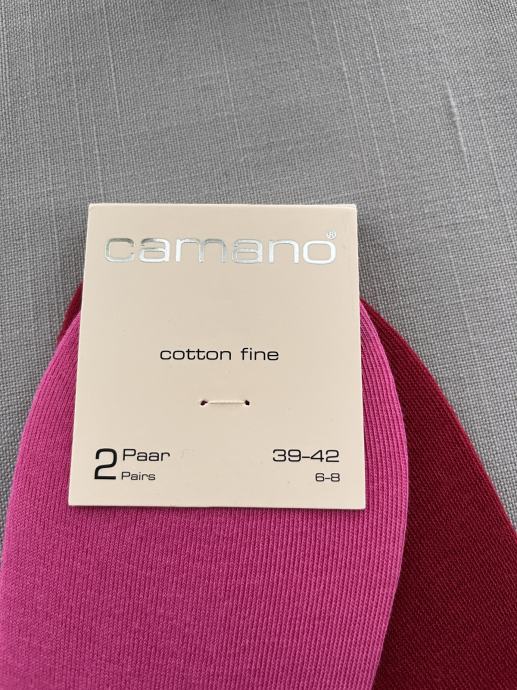 camano®
cotton fine
2 Paar 39-42
Pairs 6-8